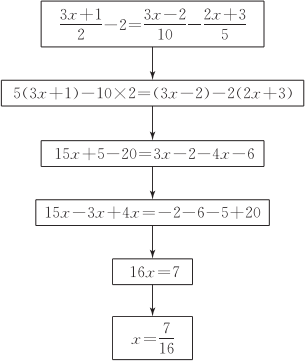 (3x+1)/2−2=(3x−2)/10−(2x+3)/5
5(3x+1)−10×2=(3x−2)−2(2x+3)
15x+5−20=3x−2−4x−6
15x−3x+4x=−2−6−5+20
16x=7
x=7/16